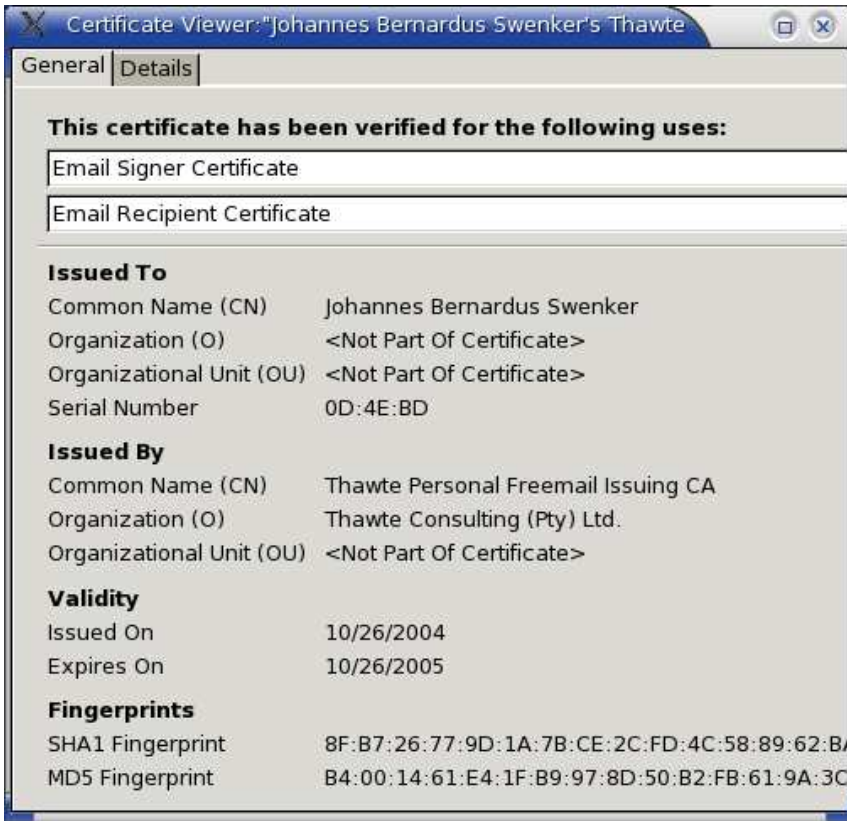 Certificate Viewer:"Johannes Bernardus Swenker's Thawte
General Details
This certificate has been verified for the following uses:
Email Signer Certificate
Email Recipient Certificate
Issued To
Common Name (CN) Johannes Bernardus Swenker
Organization (O) <Not Part Of Certificate>
Organizational Unit (OU) <Not Part Of Certificate>
Serial Number 0D:4E:BD
Issued By
Common Name (CN) Thawte Personal Freemail Issuing CA
Organization (O) Thawte Consulting (Pty) Ltd.
Organizational Unit (OU) <Not Part Of Certificate>
Validity
Issued On 10/26/2004
Expires On 10/26/2005
Fingerprints
SHA1 Fingerprint 8F:B7:26:77:9D:1A:7B:CE:2C:FD:4C:58:89:62:BA
MD5 Fingerprint B4:00:14:61:E4:1F:B9:97:8D:50:B2:FB:61:9A:3C